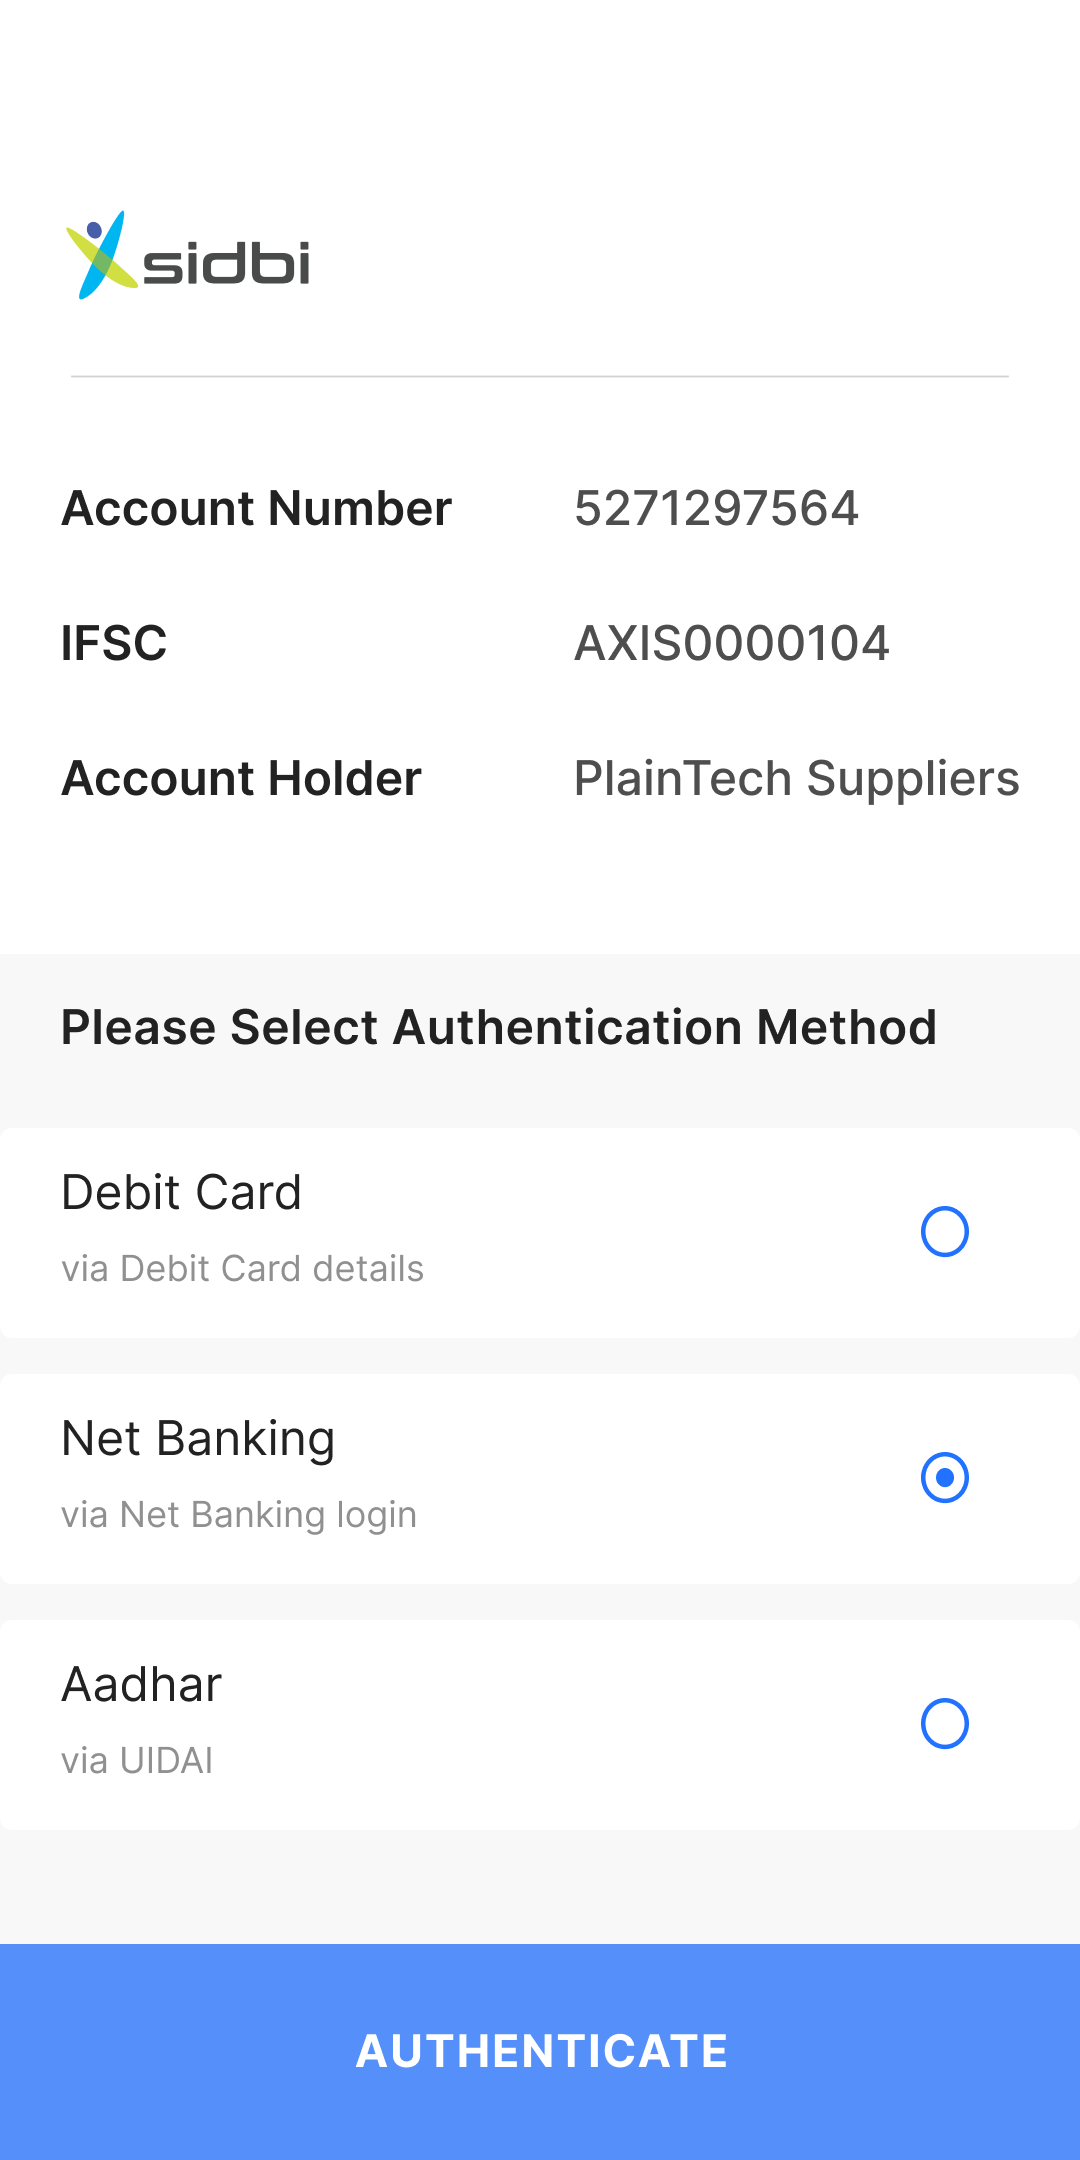 sidbi
Account Number 5271297564
IFSC AXIS0000104
Account Holder PlainTech Suppliers
Please Select Authentication Method
Debit Card
via Debit Card details
Net Banking
via Net Banking login
Aadhar
via UIDAI
AUTHENTICATE